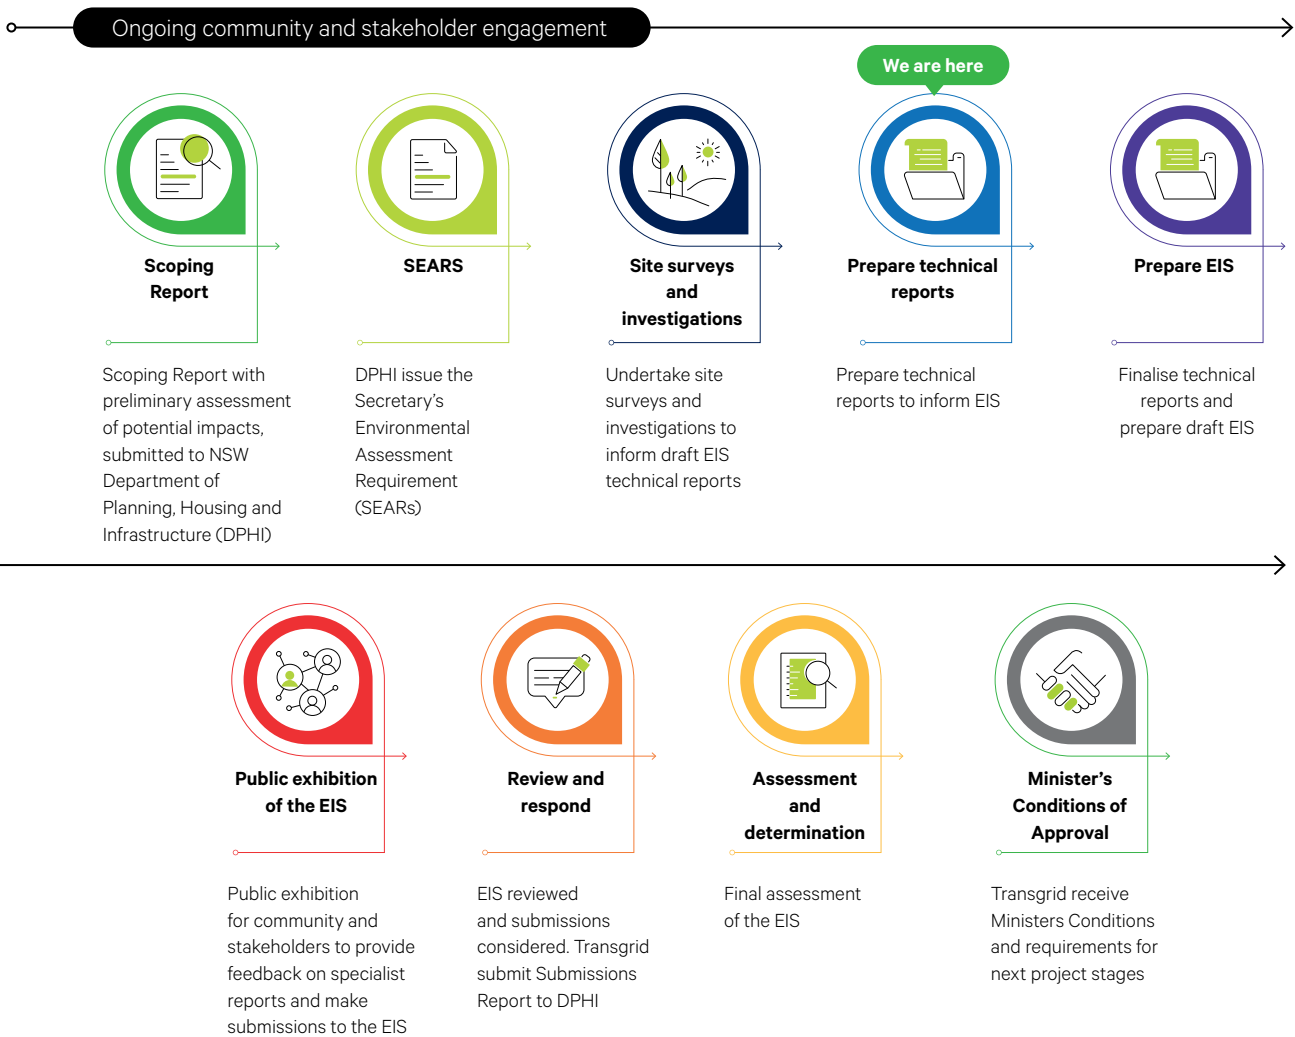 Ongoing community and stakeholder engagement
We are here
Scoping
Report
Scoping Report with
preliminary assessment
of potential impacts,
submitted to NSW
Department of
Planning, Housing and
Infrastructure (DPHI)
SEARS
DPHI issue the
Secretary's
Environmental
Assessment
Requirement
(SEARs)
Site surveys
and
investigations
Undertake site
surveys and
investigations to
inform draft EIS
technical reports
Prepare technical
reports
Prepare technical
reports to inform EIS
Prepare EIS
Finalise technical
reports and
prepare draft EIS
Public exhibition
of the EIS
Public exhibition
for community and
stakeholders to provide
feedback on specialist
reports and make
submissions to the EIS
Review and
respond
EIS reviewed
and submissions
considered. Transgrid
submit Submissions
Report to DPHI
Assessment
and
determination
Final assessment
of the EIS
Minister's
Conditions of
Approval
Transgrid receive
Ministers Conditions
and requirements for
next project stages